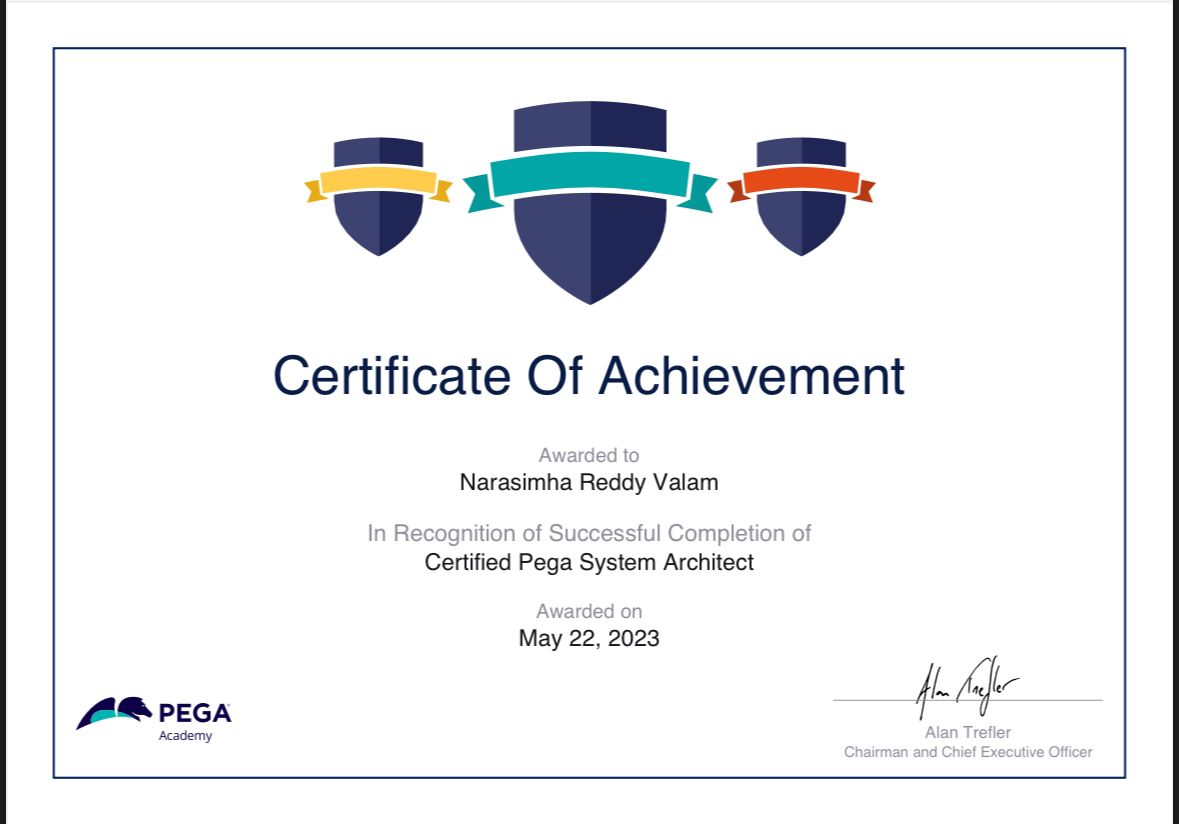 Certificate Of Achievement
Awarded to
Narasimha Reddy Valam
In Recognition of Successful Completion of
Certified Pega System Architect
Awarded on
May 22, 2023
PEGA
Academy
Alan Trefler
Alan Trefler
Chairman and Chief Executive Officer